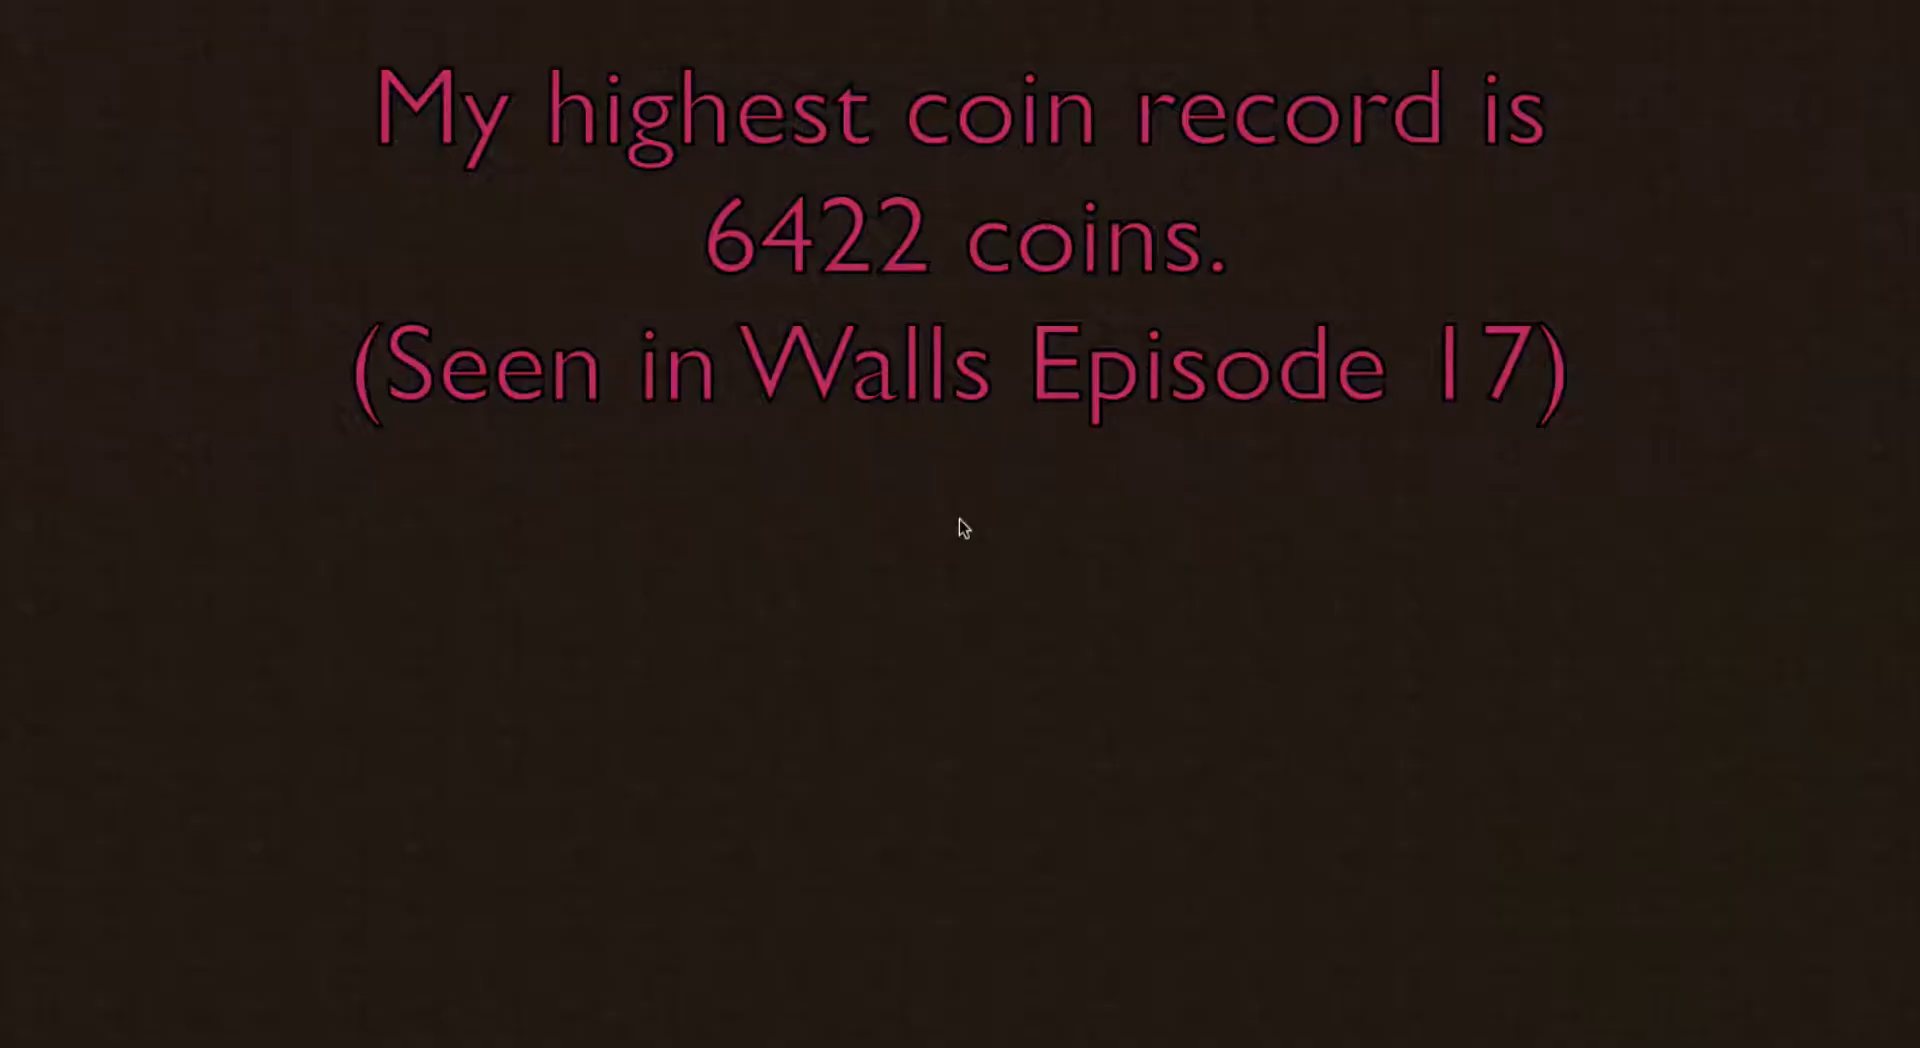 My highest coin record is
6422 coins.
(Seen in Walls Episode 17)